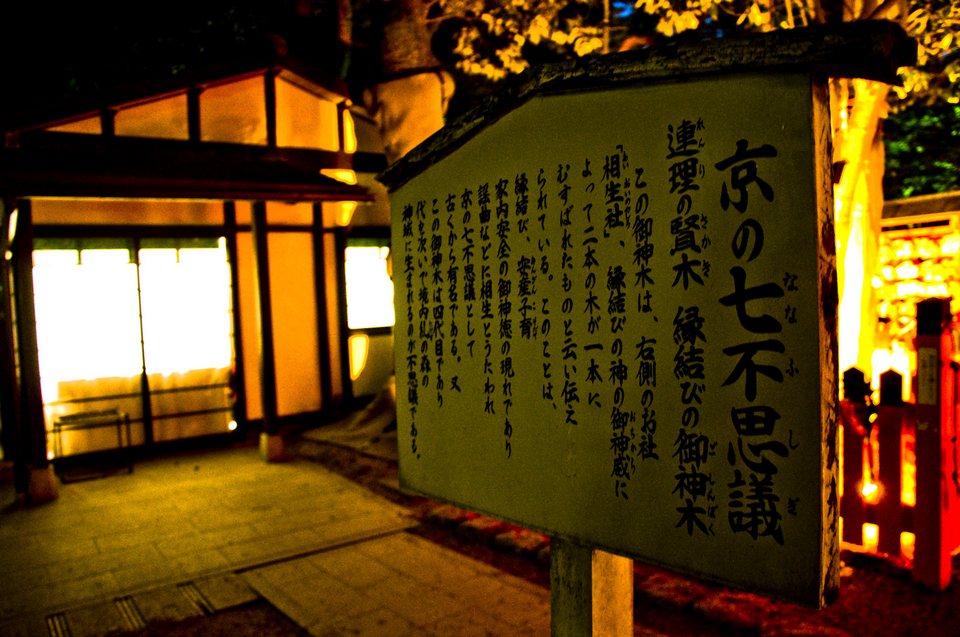 京の七不思議
連理の賢木 縁結びの御神木
この御神木は、右側のお社
「相生社」、縁結びの神の御神威に
よって二本の木が一本に
むすばれたものと云い伝え
られている。このことは、
縁結び、安産子育、
家内安全の御神徳の現れであり
謡曲などに相生とうたわれ
京の七不思議として
古くから有名である。又
この御神木は四代目であり
代を次いで境内糺の森の
神域に生まれるのが不思議である。